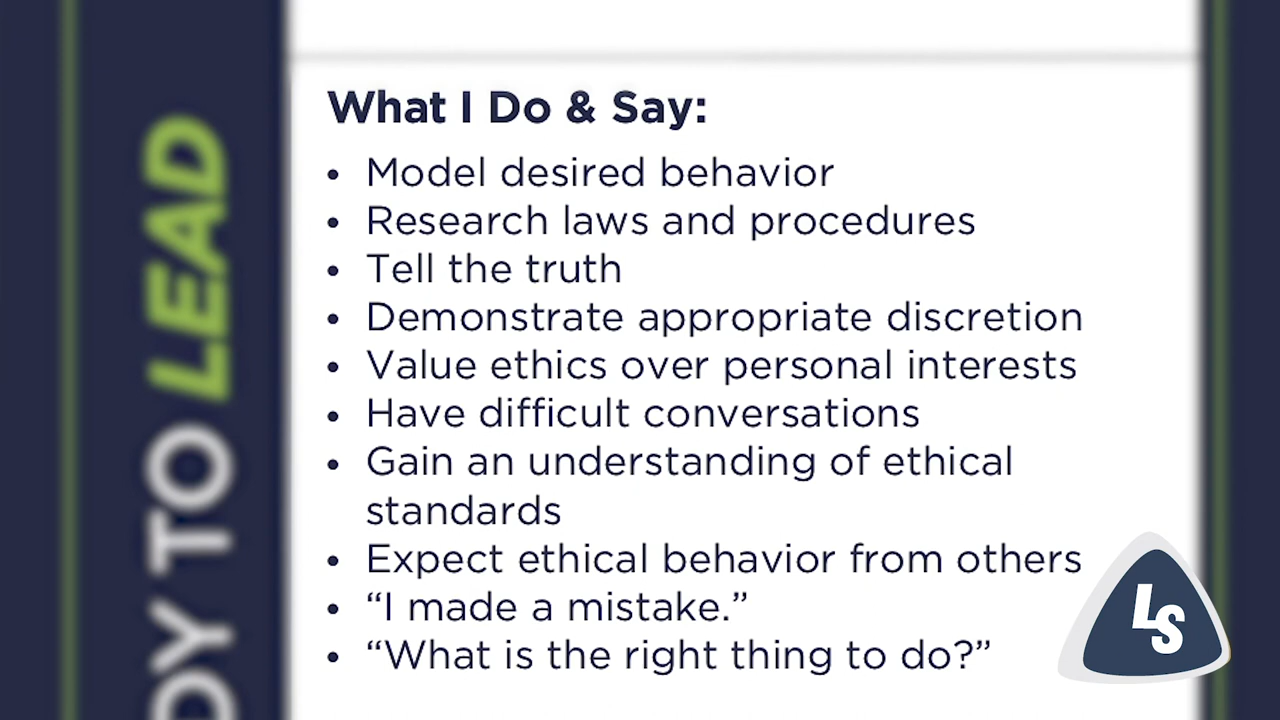 What I Do & Say:
• Model desired behavior
• Research laws and procedures
• Tell the truth
• Demonstrate appropriate discretion
• Value ethics over personal interests
• Have difficult conversations
• Gain an understanding of ethical
standards
• Expect ethical behavior from others
• “I made a mistake.”
• “What is the right thing to do?”
DY TO LEAD
LS